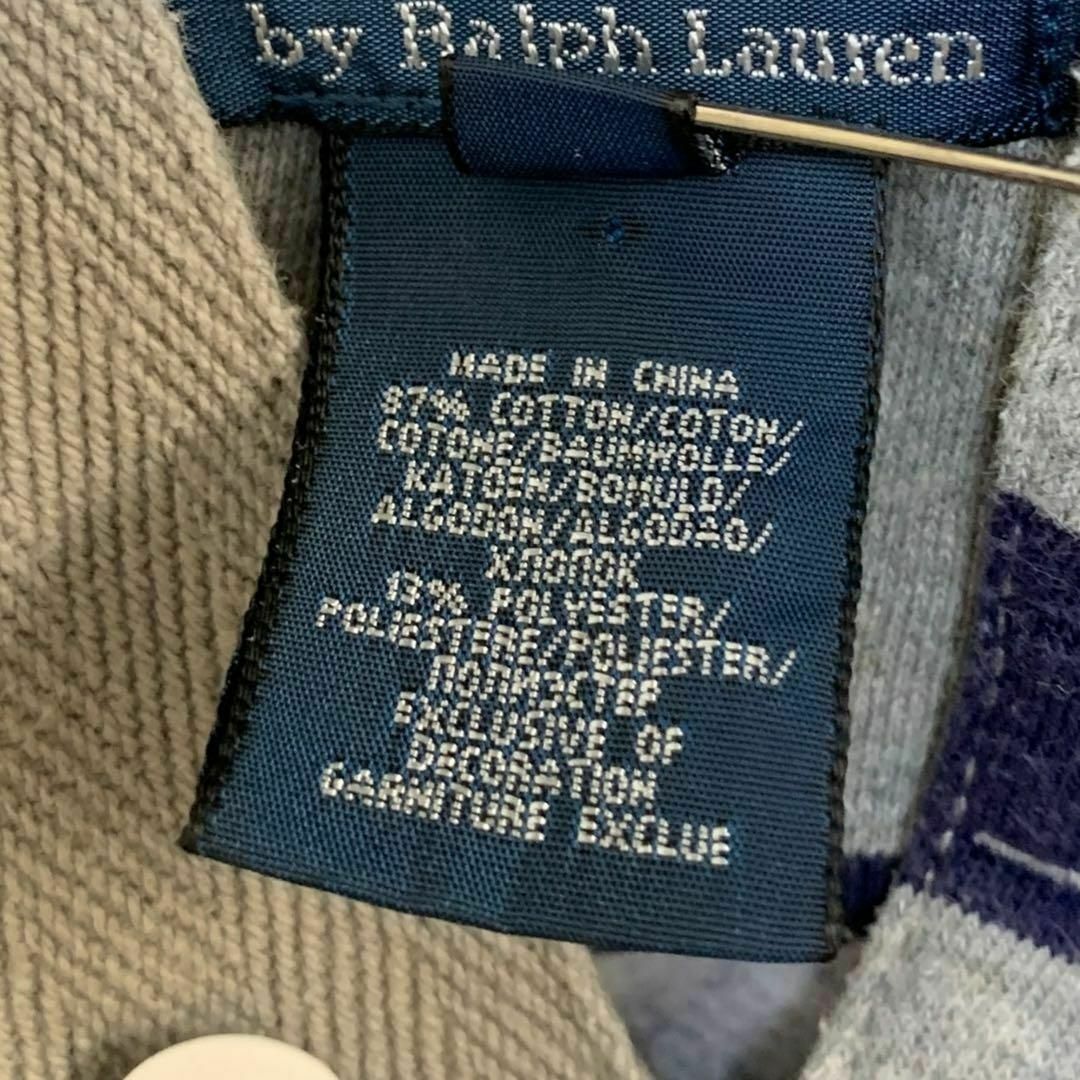 by Ralph Lauren
MADE IN CHINA
87% COTTON/COTON/
COTONE/BAUMWOLLE/
KATOEN/BOMULD/
ALGODON/ALGODAO/
ХЛОПОК
13% POLYESTER/
POLIESTERE/POLIESTER/
ПОЛИЭСТЕР
EXCLUSIVE OF
DECORATION
GARNITURE EXCLUE